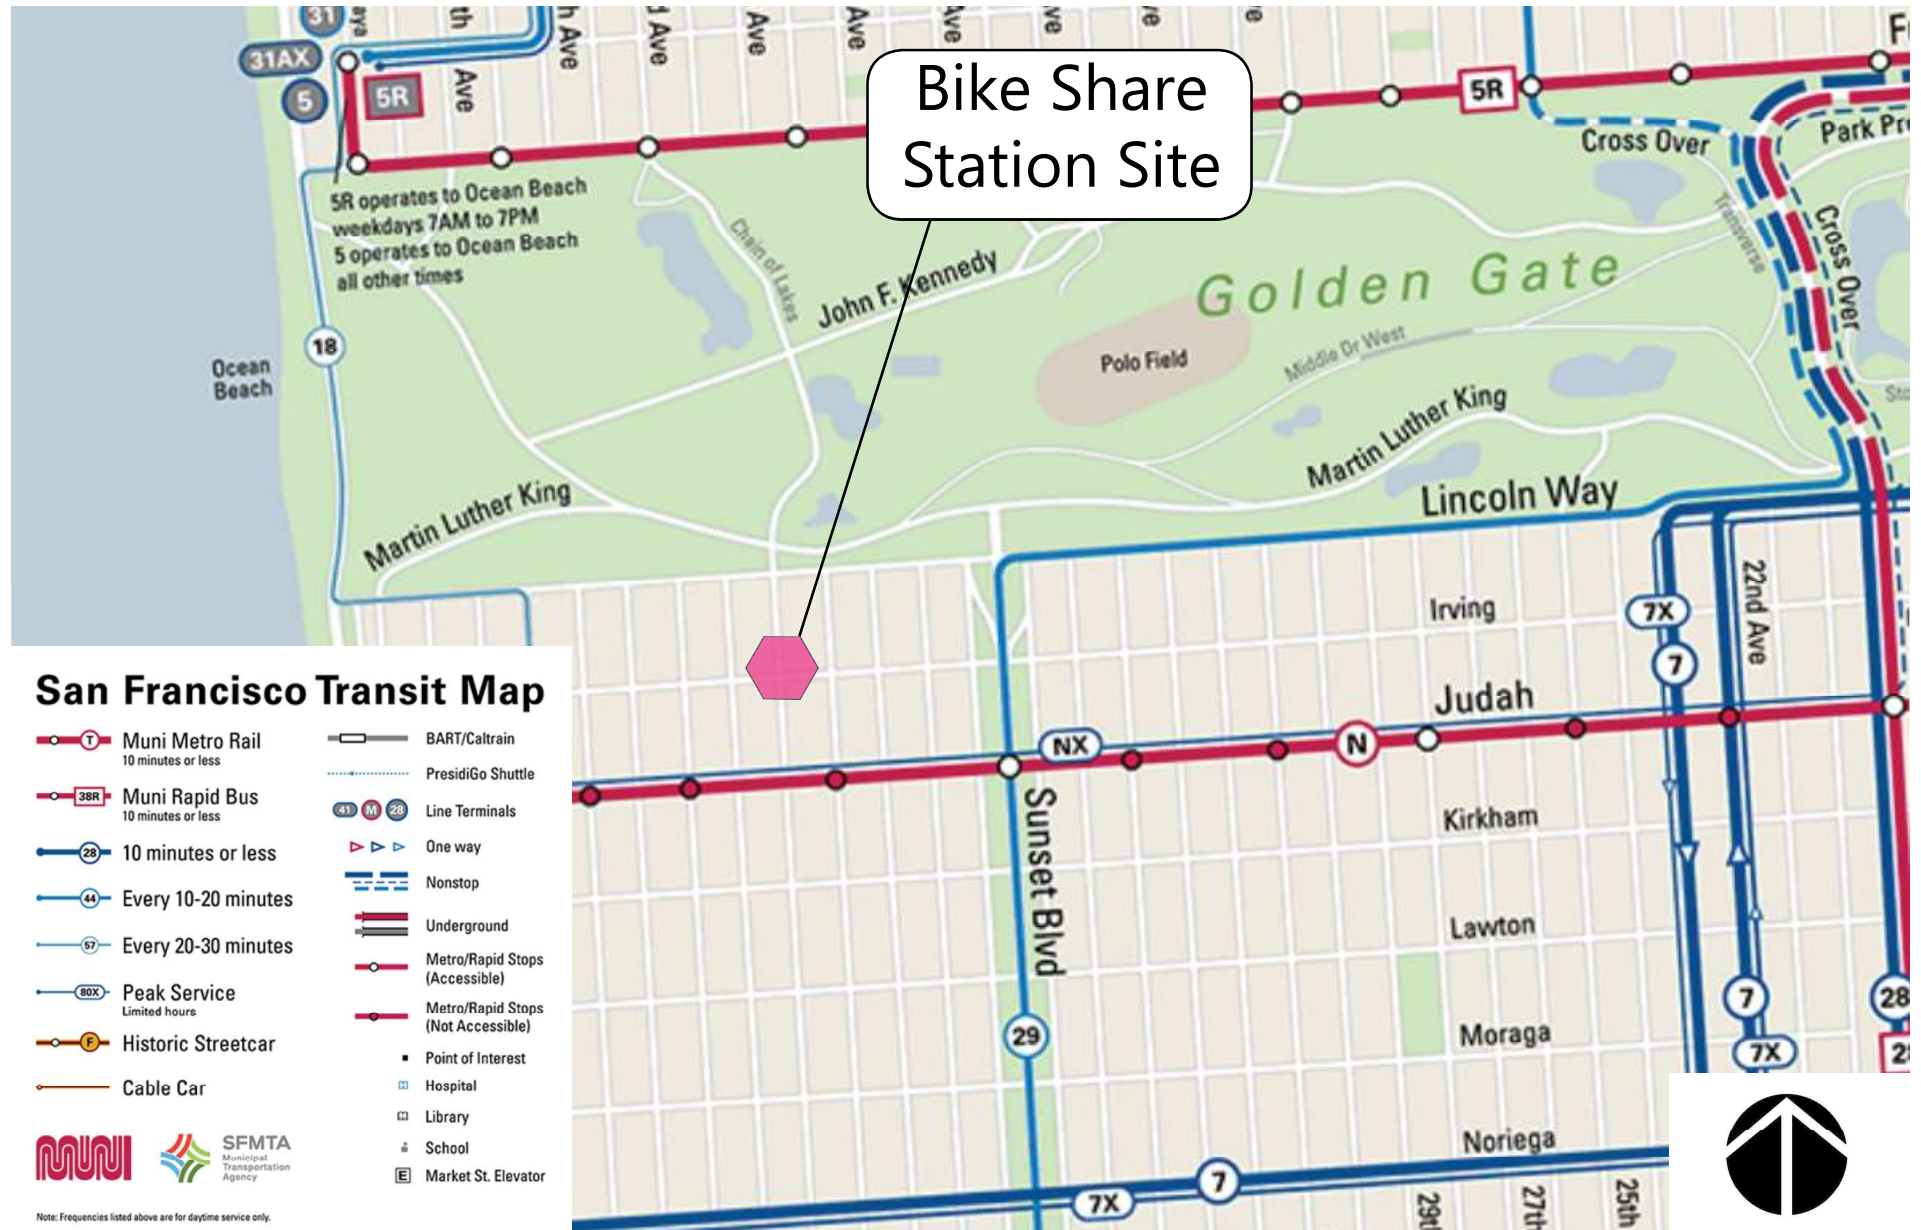 31
31AX
5
5R
Ave
Ave
Ave
Ave
Ave
Ave
5R
Bike Share
Station Site
Cross Over
5R operates to Ocean Beach
weekdays 7AM to 7PM
5 operates to Ocean Beach
all other times
Chain of Lakes
John F. Kennedy
Golden Gate
Transverse
Cross Over
18
Ocean
Beach
Polo Field
Middle Dr West
Martin Luther King
Martin Luther King
Lincoln Way
Irving
7X
22nd Ave
7
Judah
NX
N
Sunset Blvd
Kirkham
Lawton
7
28
29
Moraga
7X
Noriega
7
7X
27th
25th
San Francisco Transit Map
T
Muni Metro Rail
10 minutes or less
38R
Muni Rapid Bus
10 minutes or less
28
10 minutes or less
44
Every 10-20 minutes
57
Every 20-30 minutes
80X
Peak Service
Limited hours
F
Historic Streetcar
Cable Car
BART/Caltrain
PresidiGo Shuttle
41 M 28
Line Terminals
One way
Nonstop
Underground
Metro/Rapid Stops
(Accessible)
Metro/Rapid Stops
(Not Accessible)
Point of Interest
H
Hospital
Library
School
E
Market St. Elevator
MUNI
SFMTA
Municipal
Transportation
Agency
Note: Frequencies listed above are for daytime service only.